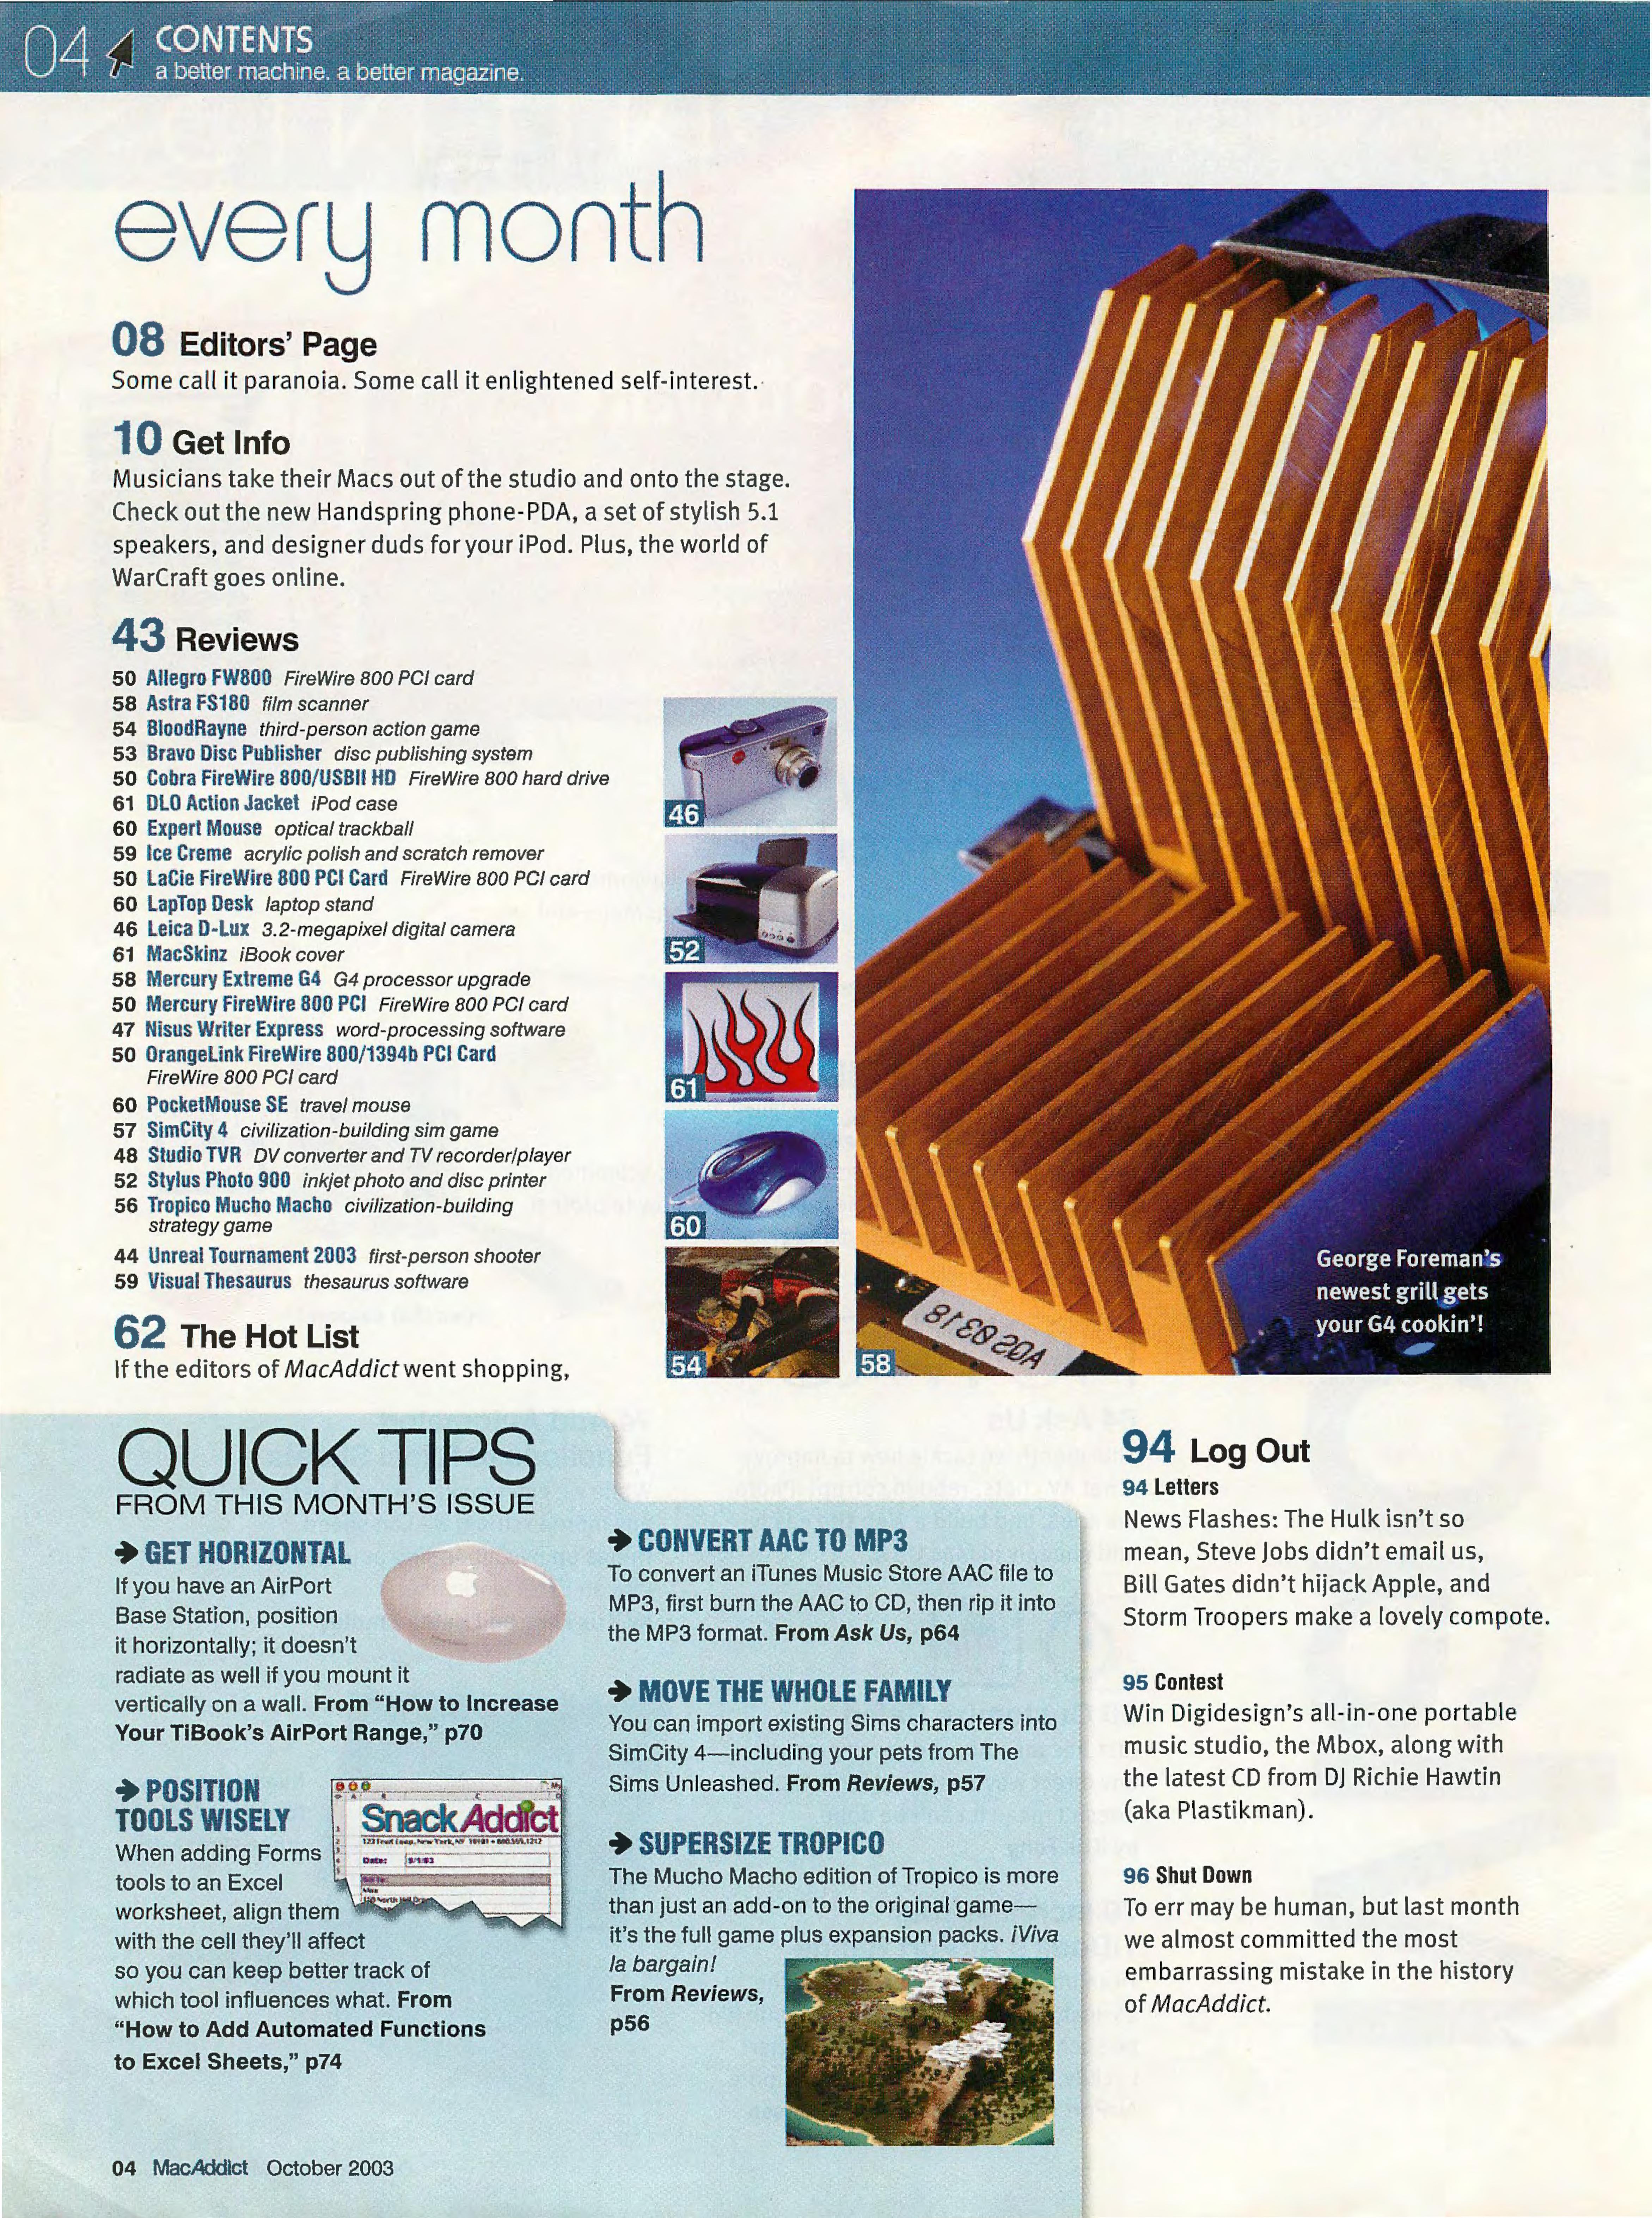 04 CONTENTS
a better machine. a better magazine.
every month
08 Editors' Page
Some call it paranoia. Some call it enlightened self-interest.
10 Get Info
Musicians take their Macs out of the studio and onto the stage.
Check out the new Handspring phone-PDA, a set of stylish 5.1
speakers, and designer duds for your iPod. Plus, the world of
WarCraft goes online.
43 Reviews
50 Allegro FW800 FireWire 800 PCI card
58 Astra FS180 film scanner
54 BloodRayne third-person action game
53 Bravo Disc Publisher disc publishing system
50 Cobra FireWire 800/USBII HD FireWire 800 hard drive
61 DLO Action Jacket iPod case
60 Expert Mouse optical trackball
59 Ice Creme acrylic polish and scratch remover
50 LaCie FireWire 800 PCI Card FireWire 800 PCI card
60 LapTop Desk laptop stand
46 Leica D-Lux 3.2-megapixel digital camera
61 MacSkinz iBook cover
58 Mercury Extreme G4 G4 processor upgrade
50 Mercury FireWire 800 PCI FireWire 800 PCI card
47 Nisus Writer Express word-processing software
50 OrangeLink FireWire 800/1394b PCI Card
FireWire 800 PCI card
60 PocketMouse SE travel mouse
57 SimCity 4 civilization-building sim game
48 Studio TVR DV converter and TV recorder/player
52 Stylus Photo 900 inkjet photo and disc printer
56 Tropico Mucho Macho civilization-building
strategy game
44 Unreal Tournament 2003 first-person shooter
59 Visual Thesaurus thesaurus software
62 The Hot List
If the editors of MacAddict went shopping,
46
52
61
60
54
58
A02 0318
George Foreman's
newest grill gets
your G4 cookin'!
QUICK TIPS
FROM THIS MONTH'S ISSUE
GET HORIZONTAL
If you have an AirPort
Base Station, position
it horizontally; it doesn't
radiate as well if you mount it
vertically on a wall. From "How to Increase
Your TiBook's AirPort Range," p70
POSITION
TOOLS WISELY
When adding Forms
tools to an Excel
worksheet, align them
with the cell they'll affect
so you can keep better track of
which tool influences what. From
"How to Add Automated Functions
to Excel Sheets," p74
SnackAddict
Date: 9/1/03
CONVERT AAC TO MP3
To convert an iTunes Music Store AAC file to
MP3, first burn the AAC to CD, then rip it into
the MP3 format. From Ask Us, p64
MOVE THE WHOLE FAMILY
You can import existing Sims characters into
SimCity 4—including your pets from The
Sims Unleashed. From Reviews, p57
SUPERSIZE TROPICO
The Mucho Macho edition of Tropico is more
than just an add-on to the original game—
it's the full game plus expansion packs. ¡Viva
la bargain!
From Reviews,
p56
94 Log Out
94 Letters
News Flashes: The Hulk isn't so
mean, Steve Jobs didn't email us,
Bill Gates didn't hijack Apple, and
Storm Troopers make a lovely compote.
95 Contest
Win Digidesign's all-in-one portable
music studio, the Mbox, along with
the latest CD from DJ Richie Hawtin
(aka Plastikman).
96 Shut Down
To err may be human, but last month
we almost committed the most
embarrassing mistake in the history
of MacAddict.
04 MacAddict October 2003